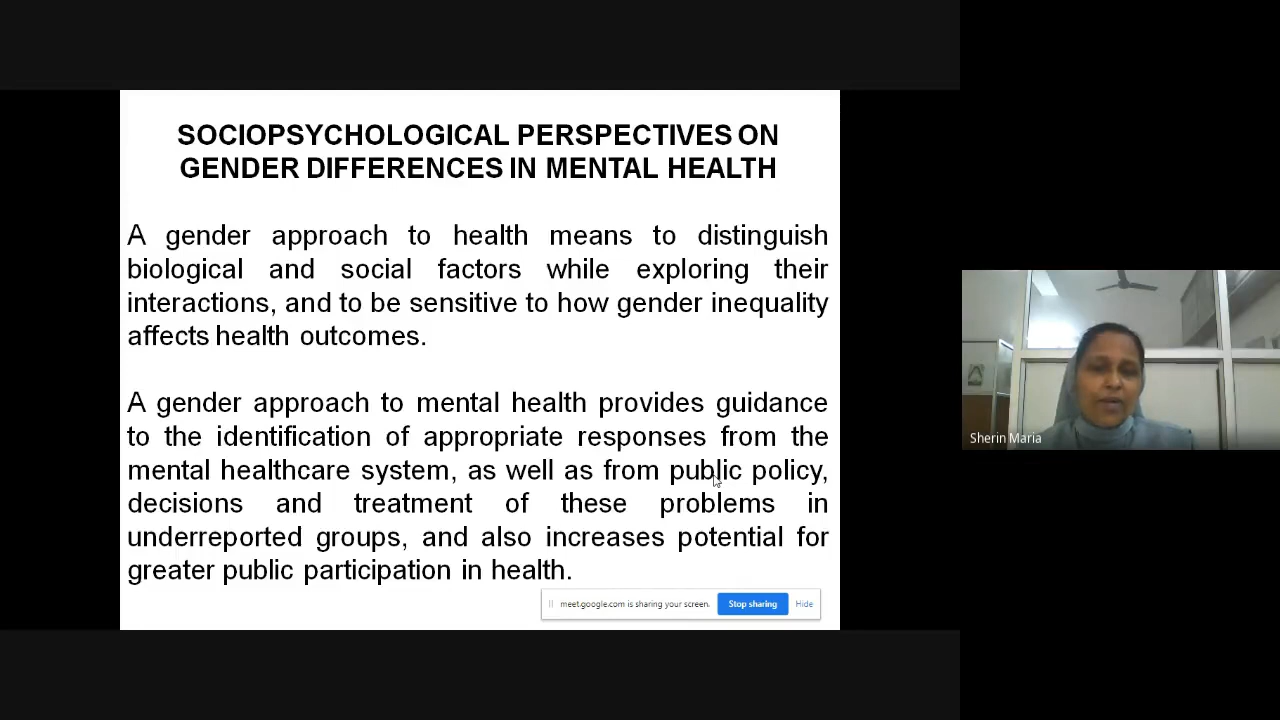 SOCIOPSYCHOLOGICAL PERSPECTIVES ON
GENDER DIFFERENCES IN MENTAL HEALTH
A gender approach to health means to distinguish
biological and social factors while exploring their
interactions, and to be sensitive to how gender inequality
affects health outcomes.
A gender approach to mental health provides guidance
to the identification of appropriate responses from the
mental healthcare system, as well as from public policy,
decisions and treatment of these problems in
underreported groups, and also increases potential for
greater public participation in health.
meet.google.com is sharing your screen.
Stop sharing
Hide
Sherin Maria